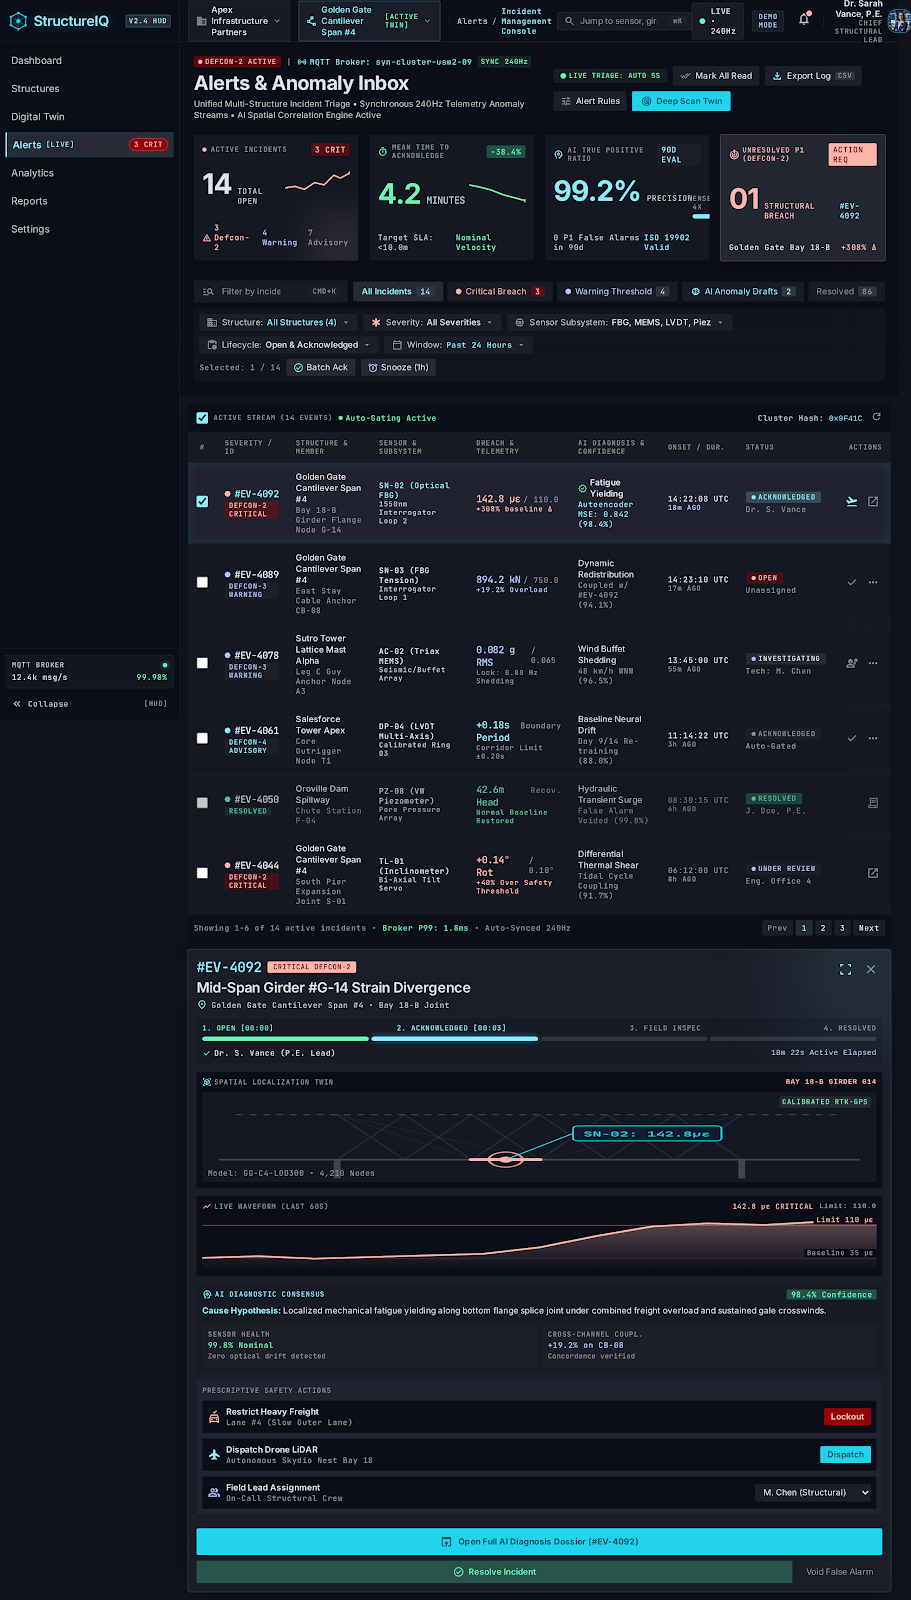 StructureIQ
V2.4 HUD
Apex Infrastructure Partners
Golden Gate Cantilever Span #4
[ACTIVE TWIN]
Alerts / Incident Management Console
⌘K
LIVE • 240Hz
DEMO MODE
Dr. Sarah Vance, P.E.
CHIEF STRUCTURAL LEAD
Dashboard
Structures
Digital Twin
Alerts [LIVE] 3 CRIT
Analytics
Reports
Settings
MQTT BROKER
12.4k msg/s 99.98%
Collapse [HUD]
DEFCON-2 ACTIVE | MQTT Broker: syn-cluster-usw2-09 SYNC 240Hz
Alerts & Anomaly Inbox
Unified Multi-Structure Incident Triage • Synchronous 240Hz Telemetry Anomaly
Streams • AI Spatial Correlation Engine Active
LIVE TRIAGE: AUTO 5S
Mark All Read
Export Log CSV
Alert Rules
Deep Scan Twin
ACTIVE INCIDENTS 3 CRIT
14 TOTAL OPEN
3 Defcon-2
4 Warning
7 Advisory
MEAN TIME TO ACKNOWLEDGE -38.4%
4.2 MINUTES
Target SLA: <10.0m
Nominal Velocity
AI TRUE POSITIVE RATIO 90D EVAL
99.2% PRECISION
4X
0 P1 False Alarms in 90d
ISO 19902 Valid
UNRESOLVED P1 (DEFCON-2) ACTION REQ
01 STRUCTURAL BREACH #EV-4092
Golden Gate Bay 18-B +308% Δ
CMD+K
All Incidents 14
Critical Breach 3
Warning Threshold 4
AI Anomaly Drafts 2
Resolved 86
Structure: All Structures (4)
Severity: All Severities
Sensor Subsystem: FBG, MEMS, LVDT, Piez
Lifecycle: Open & Acknowledged
Window: Past 24 Hours
Selected: 1 / 14
Batch Ack
Snooze (1h)
ACTIVE STREAM (14 EVENTS) Auto-Gating Active
Cluster Hash: 0x9F41C
# SEVERITY / ID STRUCTURE & MEMBER SENSOR & SUBSYSTEM BREACH & TELEMETRY AI DIAGNOSIS & CONFIDENCE ONSET / DUR. STATUS ACTIONS
#EV-4092
DEFCON-2 CRITICAL
Golden Gate Cantilever Span #4
Bay 18-B Girder Flange Node G-14
SN-02 (Optical FBG)
1550nm Interrogator Loop 2
142.8 µε / 110.0
+308% baseline Δ
Fatigue Yielding
Autoencoder MSE: 0.842 (98.4%)
14:22:08 UTC
18m AGO
ACKNOWLEDGED
Dr. S. Vance
#EV-4089
DEFCON-3 WARNING
Golden Gate Cantilever Span #4
East Stay Cable Anchor CB-08
SN-03 (FBG Tension)
Interrogator Loop 1
894.2 kN / 750.0
+19.2% Overload
Dynamic Redistribution
Coupled w/ #EV-4092 (94.1%)
14:23:10 UTC
17m AGO
OPEN
Unassigned
#EV-4078
DEFCON-3 WARNING
Sutro Tower Lattice Mast Alpha
Leg C Guy Anchor Node A3
AC-02 (Triax MEMS)
Seismic/Buffet Array
0.082 g RMS / 0.065
Lock: 0.88 Hz Shedding
Wind Buffet Shedding
48 km/h WNW (96.5%)
13:45:00 UTC
55m AGO
INVESTIGATING
Tech: M. Chen
#EV-4061
DEFCON-4 ADVISORY
Salesforce Tower Apex
Core Outrigger Node T1
DP-04 (LVDT Multi-Axis)
Calibrated Ring 03
+0.18s Period Boundary
Corridor Limit ±0.20s
Baseline Neural Drift
Day 9/14 Re-training (88.0%)
11:14:22 UTC
3h AGO
ACKNOWLEDGED
Auto-Gated
#EV-4050
RESOLVED
Oroville Dam Spillway
Chute Station P-04
PZ-08 (VW Piezometer)
Pore Pressure Array
42.6m Head Recov.
Normal Baseline Restored
Hydraulic Transient Surge
False Alarm Voided (99.8%)
08:30:15 UTC
6h AGO
RESOLVED
J. Doe, P.E.
#EV-4044
DEFCON-2 CRITICAL
Golden Gate Cantilever Span #4
South Pier Expansion Joint S-01
TL-01 (Inclinometer)
Bi-Axial Tilt Servo
+0.14° Rot / 0.10°
+40% Over Safety Threshold
Differential Thermal Shear
Tidal Cycle Coupling (91.7%)
06:12:00 UTC
8h AGO
UNDER REVIEW
Eng. Office 4
Showing 1-6 of 14 active incidents • Broker P99: 1.8ms • Auto-Synced 240Hz
Prev 1 2 3 Next
#EV-4092 CRITICAL DEFCON-2
Mid-Span Girder #G-14 Strain Divergence
Golden Gate Cantilever Span #4 • Bay 18-B Joint
1. OPEN [00:00]
2. ACKNOWLEDGED [00:03]
3. FIELD INSPEC
4. RESOLVED
Dr. S. Vance (P.E. Lead)
18m 22s Active Elapsed
SPATIAL LOCALIZATION TWIN
BAY 18-B GIRDER G14
CALIBRATED RTK-GPS
SN-02: 142.8µε
Model: GG-C4-LOD300 • 4,210 Nodes
LIVE WAVEFORM (LAST 60S)
142.8 µε CRITICAL Limit: 110.0
Limit 110 µε
Baseline 35 µε
AI DIAGNOSTIC CONSENSUS
98.4% Confidence
Cause Hypothesis: Localized mechanical fatigue yielding along bottom flange splice joint under combined freight overload and sustained gale crosswinds.
SENSOR HEALTH
99.8% Nominal
Zero optical drift detected
CROSS-CHANNEL COUPL.
+19.2% on CB-08
Concordance verified
PRESCRIPTIVE SAFETY ACTIONS
Restrict Heavy Freight
Lane #4 (Slow Outer Lane)
Lockout
Dispatch Drone LiDAR
Autonomous Skydio Nest Bay 18
Dispatch
Field Lead Assignment
On-Call Structural Crew
M. Chen (Structural)
Open Full AI Diagnosis Dossier (#EV-4092)
Resolve Incident
Void False Alarm